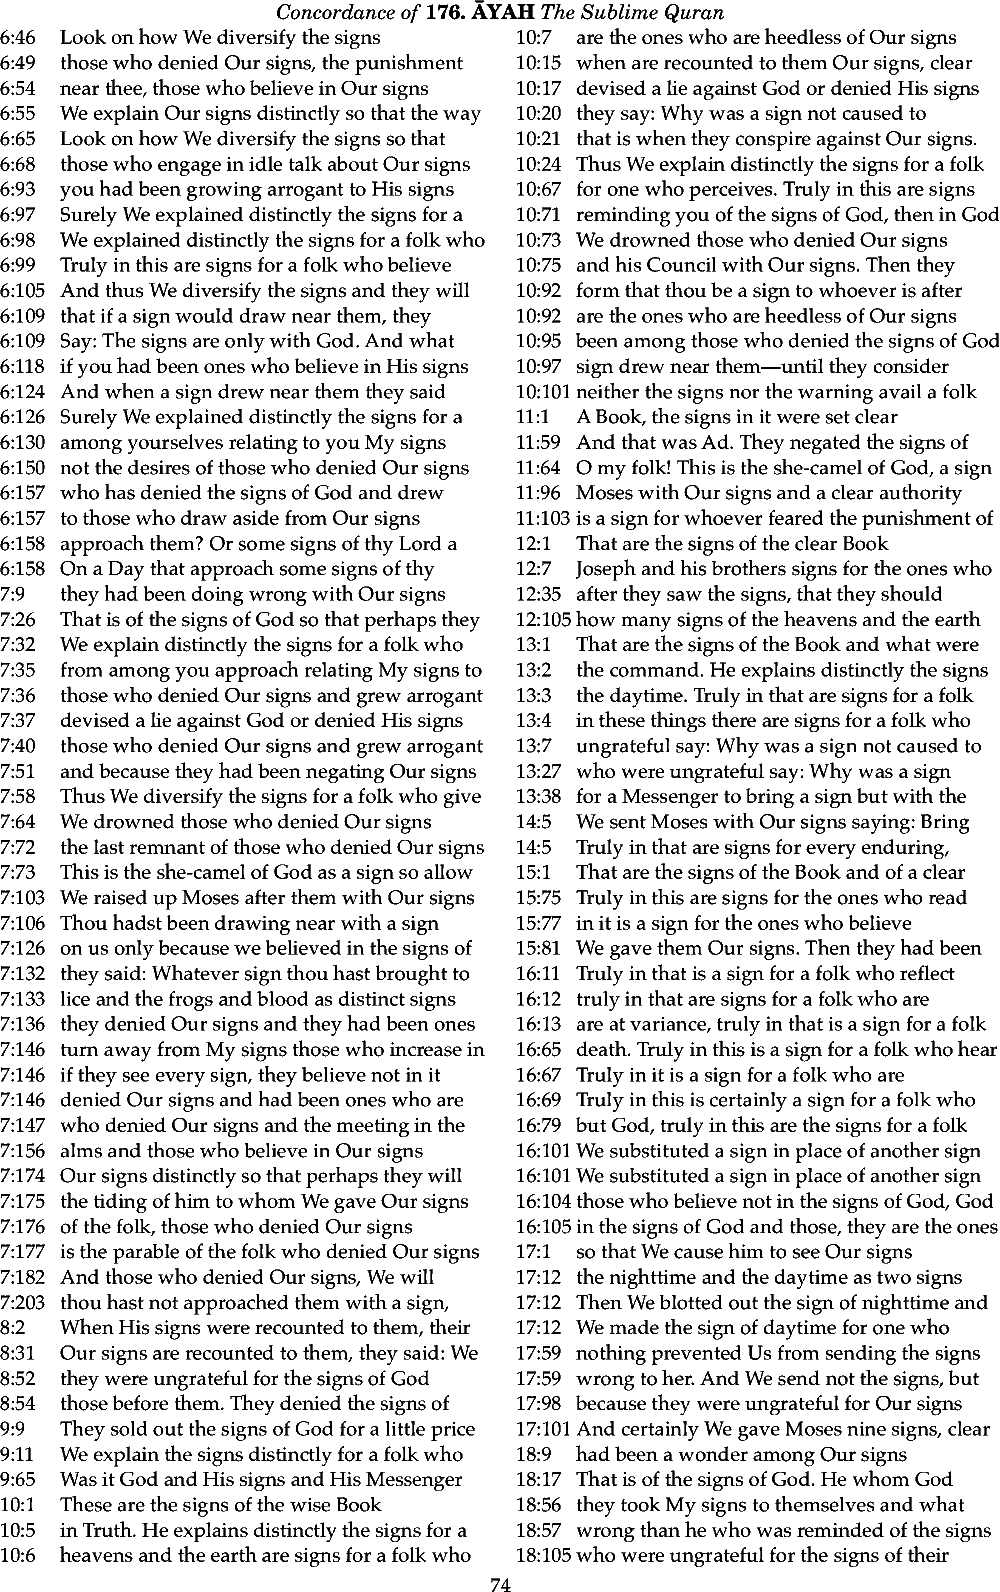 Concordance of 176. ĀYAH The Sublime Quran
6:46 Look on how We diversify the signs
6:49 those who denied Our signs, the punishment
6:54 near thee, those who believe in Our signs
6:55 We explain Our signs distinctly so that the way
6:65 Look on how We diversify the signs so that
6:68 those who engage in idle talk about Our signs
6:93 you had been growing arrogant to His signs
6:97 Surely We explained distinctly the signs for a
6:98 We explained distinctly the signs for a folk who
6:99 Truly in this are signs for a folk who believe
6:105 And thus We diversify the signs and they will
6:109 that if a sign would draw near them, they
6:109 Say: The signs are only with God. And what
6:118 if you had been ones who believe in His signs
6:124 And when a sign drew near them they said
6:126 Surely We explained distinctly the signs for a
6:130 among yourselves relating to you My signs
6:150 not the desires of those who denied Our signs
6:157 who has denied the signs of God and drew
6:157 to those who draw aside from Our signs
6:158 approach them? Or some signs of thy Lord a
6:158 On a Day that approach some signs of thy
7:9 they had been doing wrong with Our signs
7:26 That is of the signs of God so that perhaps they
7:32 We explain distinctly the signs for a folk who
7:35 from among you approach relating My signs to
7:36 those who denied Our signs and grew arrogant
7:37 devised a lie against God or denied His signs
7:40 those who denied Our signs and grew arrogant
7:51 and because they had been negating Our signs
7:58 Thus We diversify the signs for a folk who give
7:64 We drowned those who denied Our signs
7:72 the last remnant of those who denied Our signs
7:73 This is the she-camel of God as a sign so allow
7:103 We raised up Moses after them with Our signs
7:106 Thou hadst been drawing near with a sign
7:126 on us only because we believed in the signs of
7:132 they said: Whatever sign thou hast brought to
7:133 lice and the frogs and blood as distinct signs
7:136 they denied Our signs and they had been ones
7:146 turn away from My signs those who increase in
7:146 if they see every sign, they believe not in it
7:146 denied Our signs and had been ones who are
7:147 who denied Our signs and the meeting in the
7:156 alms and those who believe in Our signs
7:174 Our signs distinctly so that perhaps they will
7:175 the tiding of him to whom We gave Our signs
7:176 of the folk, those who denied Our signs
7:177 is the parable of the folk who denied Our signs
7:182 And those who denied Our signs, We will
7:203 thou hast not approached them with a sign,
8:2 When His signs were recounted to them, their
8:31 Our signs are recounted to them, they said: We
8:52 they were ungrateful for the signs of God
8:54 those before them. They denied the signs of
9:9 They sold out the signs of God for a little price
9:11 We explain the signs distinctly for a folk who
9:65 Was it God and His signs and His Messenger
10:1 These are the signs of the wise Book
10:5 in Truth. He explains distinctly the signs for a
10:6 heavens and the earth are signs for a folk who
10:7 are the ones who are heedless of Our signs
10:15 when are recounted to them Our signs, clear
10:17 devised a lie against God or denied His signs
10:20 they say: Why was a sign not caused to
10:21 that is when they conspire against Our signs.
10:24 Thus We explain distinctly the signs for a folk
10:67 for one who perceives. Truly in this are signs
10:71 reminding you of the signs of God, then in God
10:73 We drowned those who denied Our signs
10:75 and his Council with Our signs. Then they
10:92 form that thou be a sign to whoever is after
10:92 are the ones who are heedless of Our signs
10:95 been among those who denied the signs of God
10:97 sign drew near them—until they consider
10:101 neither the signs nor the warning avail a folk
11:1 A Book, the signs in it were set clear
11:59 And that was Ad. They negated the signs of
11:64 O my folk! This is the she-camel of God, a sign
11:96 Moses with Our signs and a clear authority
11:103 is a sign for whoever feared the punishment of
12:1 That are the signs of the clear Book
12:7 Joseph and his brothers signs for the ones who
12:35 after they saw the signs, that they should
12:105 how many signs of the heavens and the earth
13:1 That are the signs of the Book and what were
13:2 the command. He explains distinctly the signs
13:3 the daytime. Truly in that are signs for a folk
13:4 in these things there are signs for a folk who
13:7 ungrateful say: Why was a sign not caused to
13:27 who were ungrateful say: Why was a sign
13:38 for a Messenger to bring a sign but with the
14:5 We sent Moses with Our signs saying: Bring
14:5 Truly in that are signs for every enduring,
15:1 That are the signs of the Book and of a clear
15:75 Truly in this are signs for the ones who read
15:77 in it is a sign for the ones who believe
15:81 We gave them Our signs. Then they had been
16:11 Truly in that is a sign for a folk who reflect
16:12 truly in that are signs for a folk who are
16:13 are at variance, truly in that is a sign for a folk
16:65 death. Truly in this is a sign for a folk who hear
16:67 Truly in it is a sign for a folk who are
16:69 Truly in this is certainly a sign for a folk who
16:79 but God, truly in this are the signs for a folk
16:101 We substituted a sign in place of another sign
16:101 We substituted a sign in place of another sign
16:104 those who believe not in the signs of God, God
16:105 in the signs of God and those, they are the ones
17:1 so that We cause him to see Our signs
17:12 the nighttime and the daytime as two signs
17:12 Then We blotted out the sign of nighttime and
17:12 We made the sign of daytime for one who
17:59 nothing prevented Us from sending the signs
17:59 wrong to her. And We send not the signs, but
17:98 because they were ungrateful for Our signs
17:101 And certainly We gave Moses nine signs, clear
18:9 had been a wonder among Our signs
18:17 That is of the signs of God. He whom God
18:56 they took My signs to themselves and what
18:57 wrong than he who was reminded of the signs
18:105 who were ungrateful for the signs of their
74